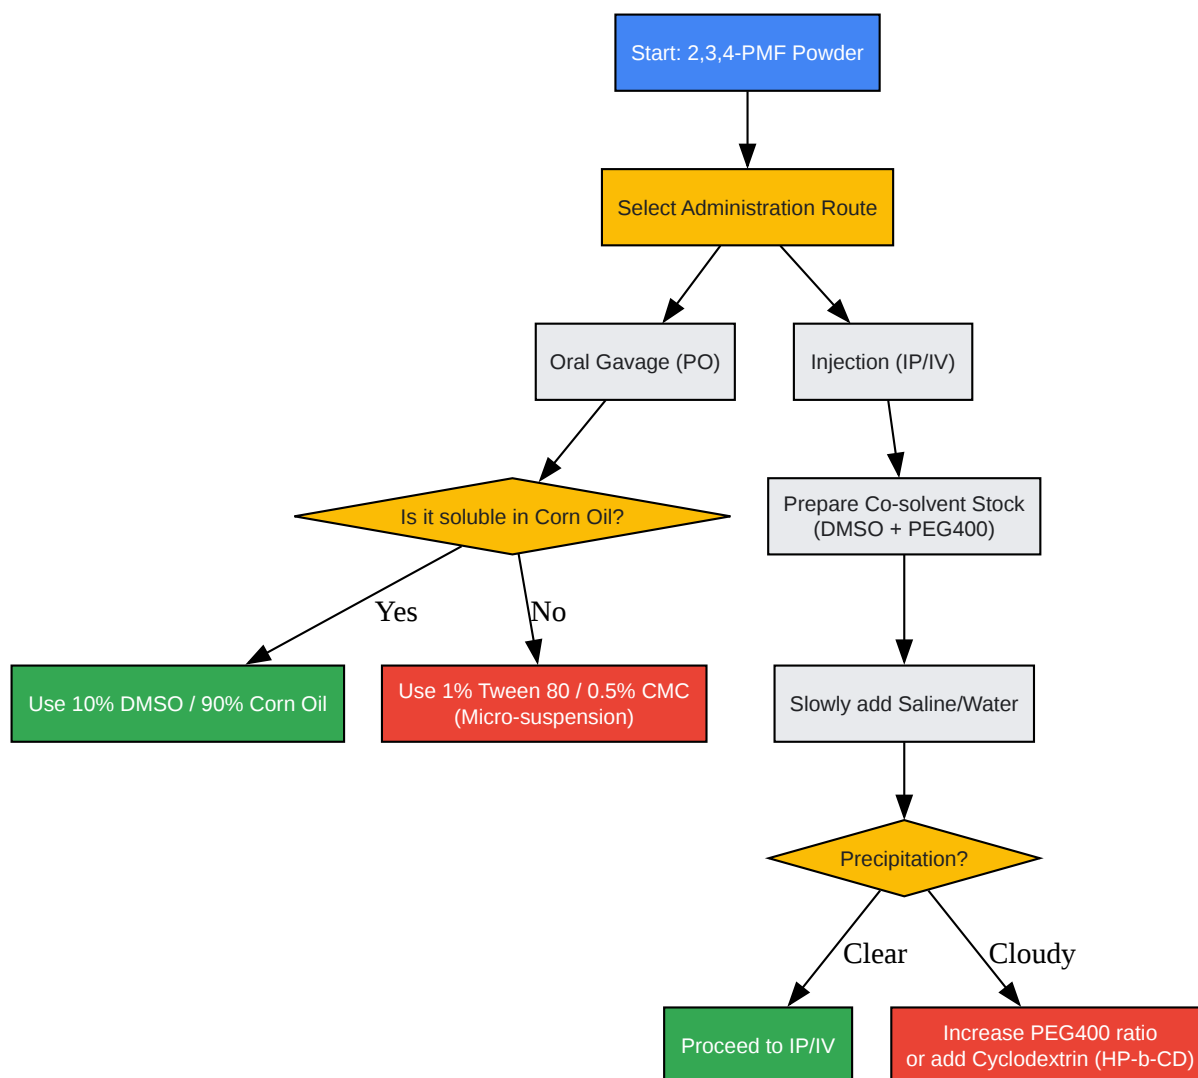 Start: 2,3,4-PMF Powder
Select Administration Route
Oral Gavage (PO)
Injection (IP/IV)
Is it soluble in Corn Oil?
Prepare Co-solvent Stock
(DMSO + PEG400)
Yes
No
Use 10% DMSO / 90% Corn Oil
Use 1% Tween 80 / 0.5% CMC
(Micro-suspension)
Slowly add Saline/Water
Precipitation?
Clear
Cloudy
Proceed to IP/IV
Increase PEG400 ratio
or add Cyclodextrin (HP-b-CD)